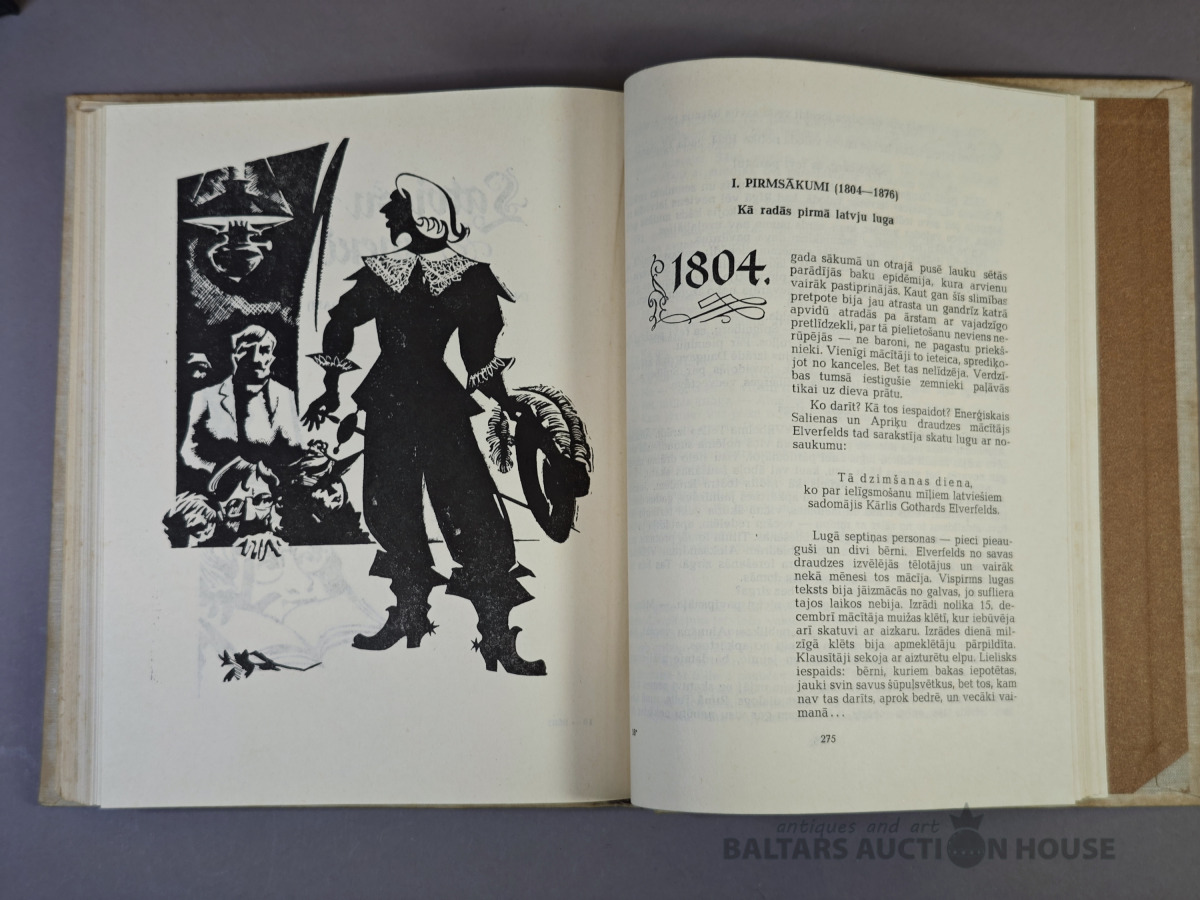 I. PIRMSĀKUMI (1804—1876)
Kā radās pirmā latvju luga
1804.
gada sākumā un otrajā pusē lauku sētās
parādījās baku epidēmija, kura arvienu
vairāk pastiprinājās. Kaut gan šīs slimības
pretpote bija jau atrasta un gandrīz katrā
apvidū atradās pa ārstam ar vajadzīgo
pretlīdzekli, par tā pielietošanu neviens ne-
rūpējās — ne baroni, ne pagastu priekš-
nieki. Vienīgi mācītāji to ieteica, sprediķo-
jot no kanceles. Bet tas nelīdzēja. Verdzī-
bas tumsā iestigušie zemnieki paļāvās
tikai uz dieva prātu.
Ko darīt? Kā tos iespaidot? Enerģiskais
Salienas un Apriķu draudzes mācītājs
Elverfelds tad sarakstīja skatu lugu ar no-
saukumu:
Tā dzimšanas diena,
ko par ielīgsmošanu mīļiem latviešiem
sadomājis Kārlis Gothards Elverfelds.
Lugā septiņas personas — pieci pieau-
guši un divi bērni. Elverfelds no savas
draudzes izvēlējās tēlotājus un vairāk
nekā mēnesi tos mācīja. Vispirms lugas
teksts bija jāizmācās no galvas, jo sufliera
tajos laikos nebija. Izrādi nolika 15. de-
cembrī mācītāja muižas klētī, kur iebūvēja
arī skatuvi ar aizkaru. Izrādes dienā mil-
zīgā klēts bija apmeklētāju pārpildīta.
Klausītāji sekoja ar aizturētu elpu. Lielisks
iespaids: bērni, kuriem bakas iepotētas,
jauki svin savus šūpuļsvētkus, bet tos, kam
nav tas darīts, aprok bedrē, un vecāki vai-
manā...
18*
275
antiques and art
BALTARS AUCTION HOUSE